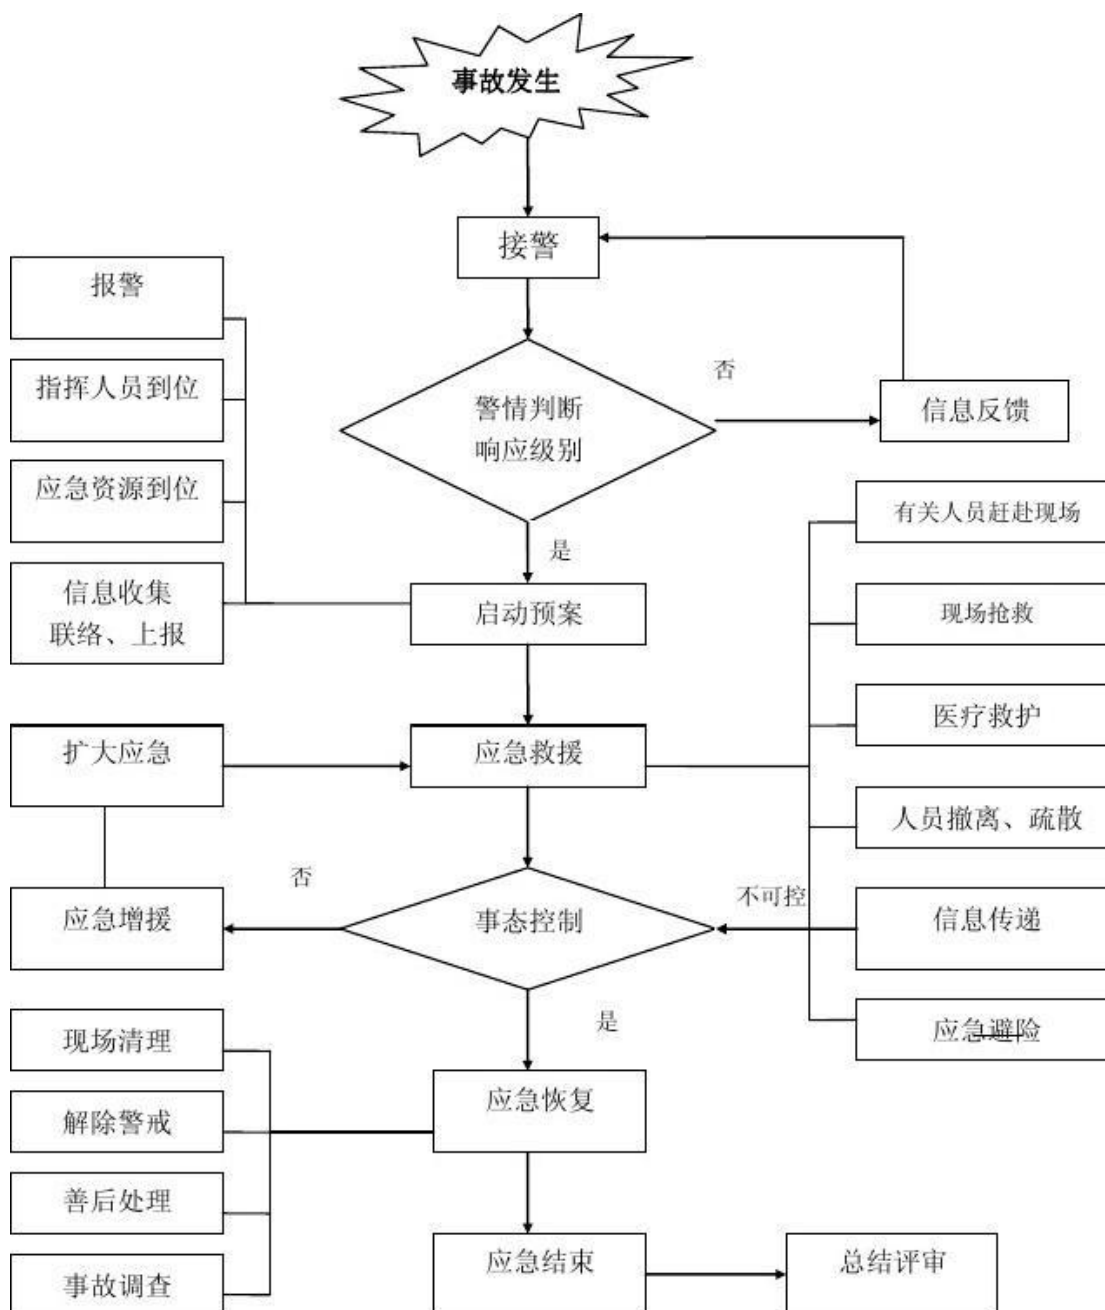 事故发生
接警
报警
指挥人员到位
否
警情判断
响应级别
信息反馈
应急资源到位
有关人员赶赴现场
是
信息收集
联络、上报
启动预案
现场抢救
医疗救护
扩大应急
应急救援
人员撤离、疏散
否
不可控
应急增援
事态控制
信息传递
是
现场清理
应急避险
应急恢复
解除警戒
善后处理
应急结束
总结评审
事故调查